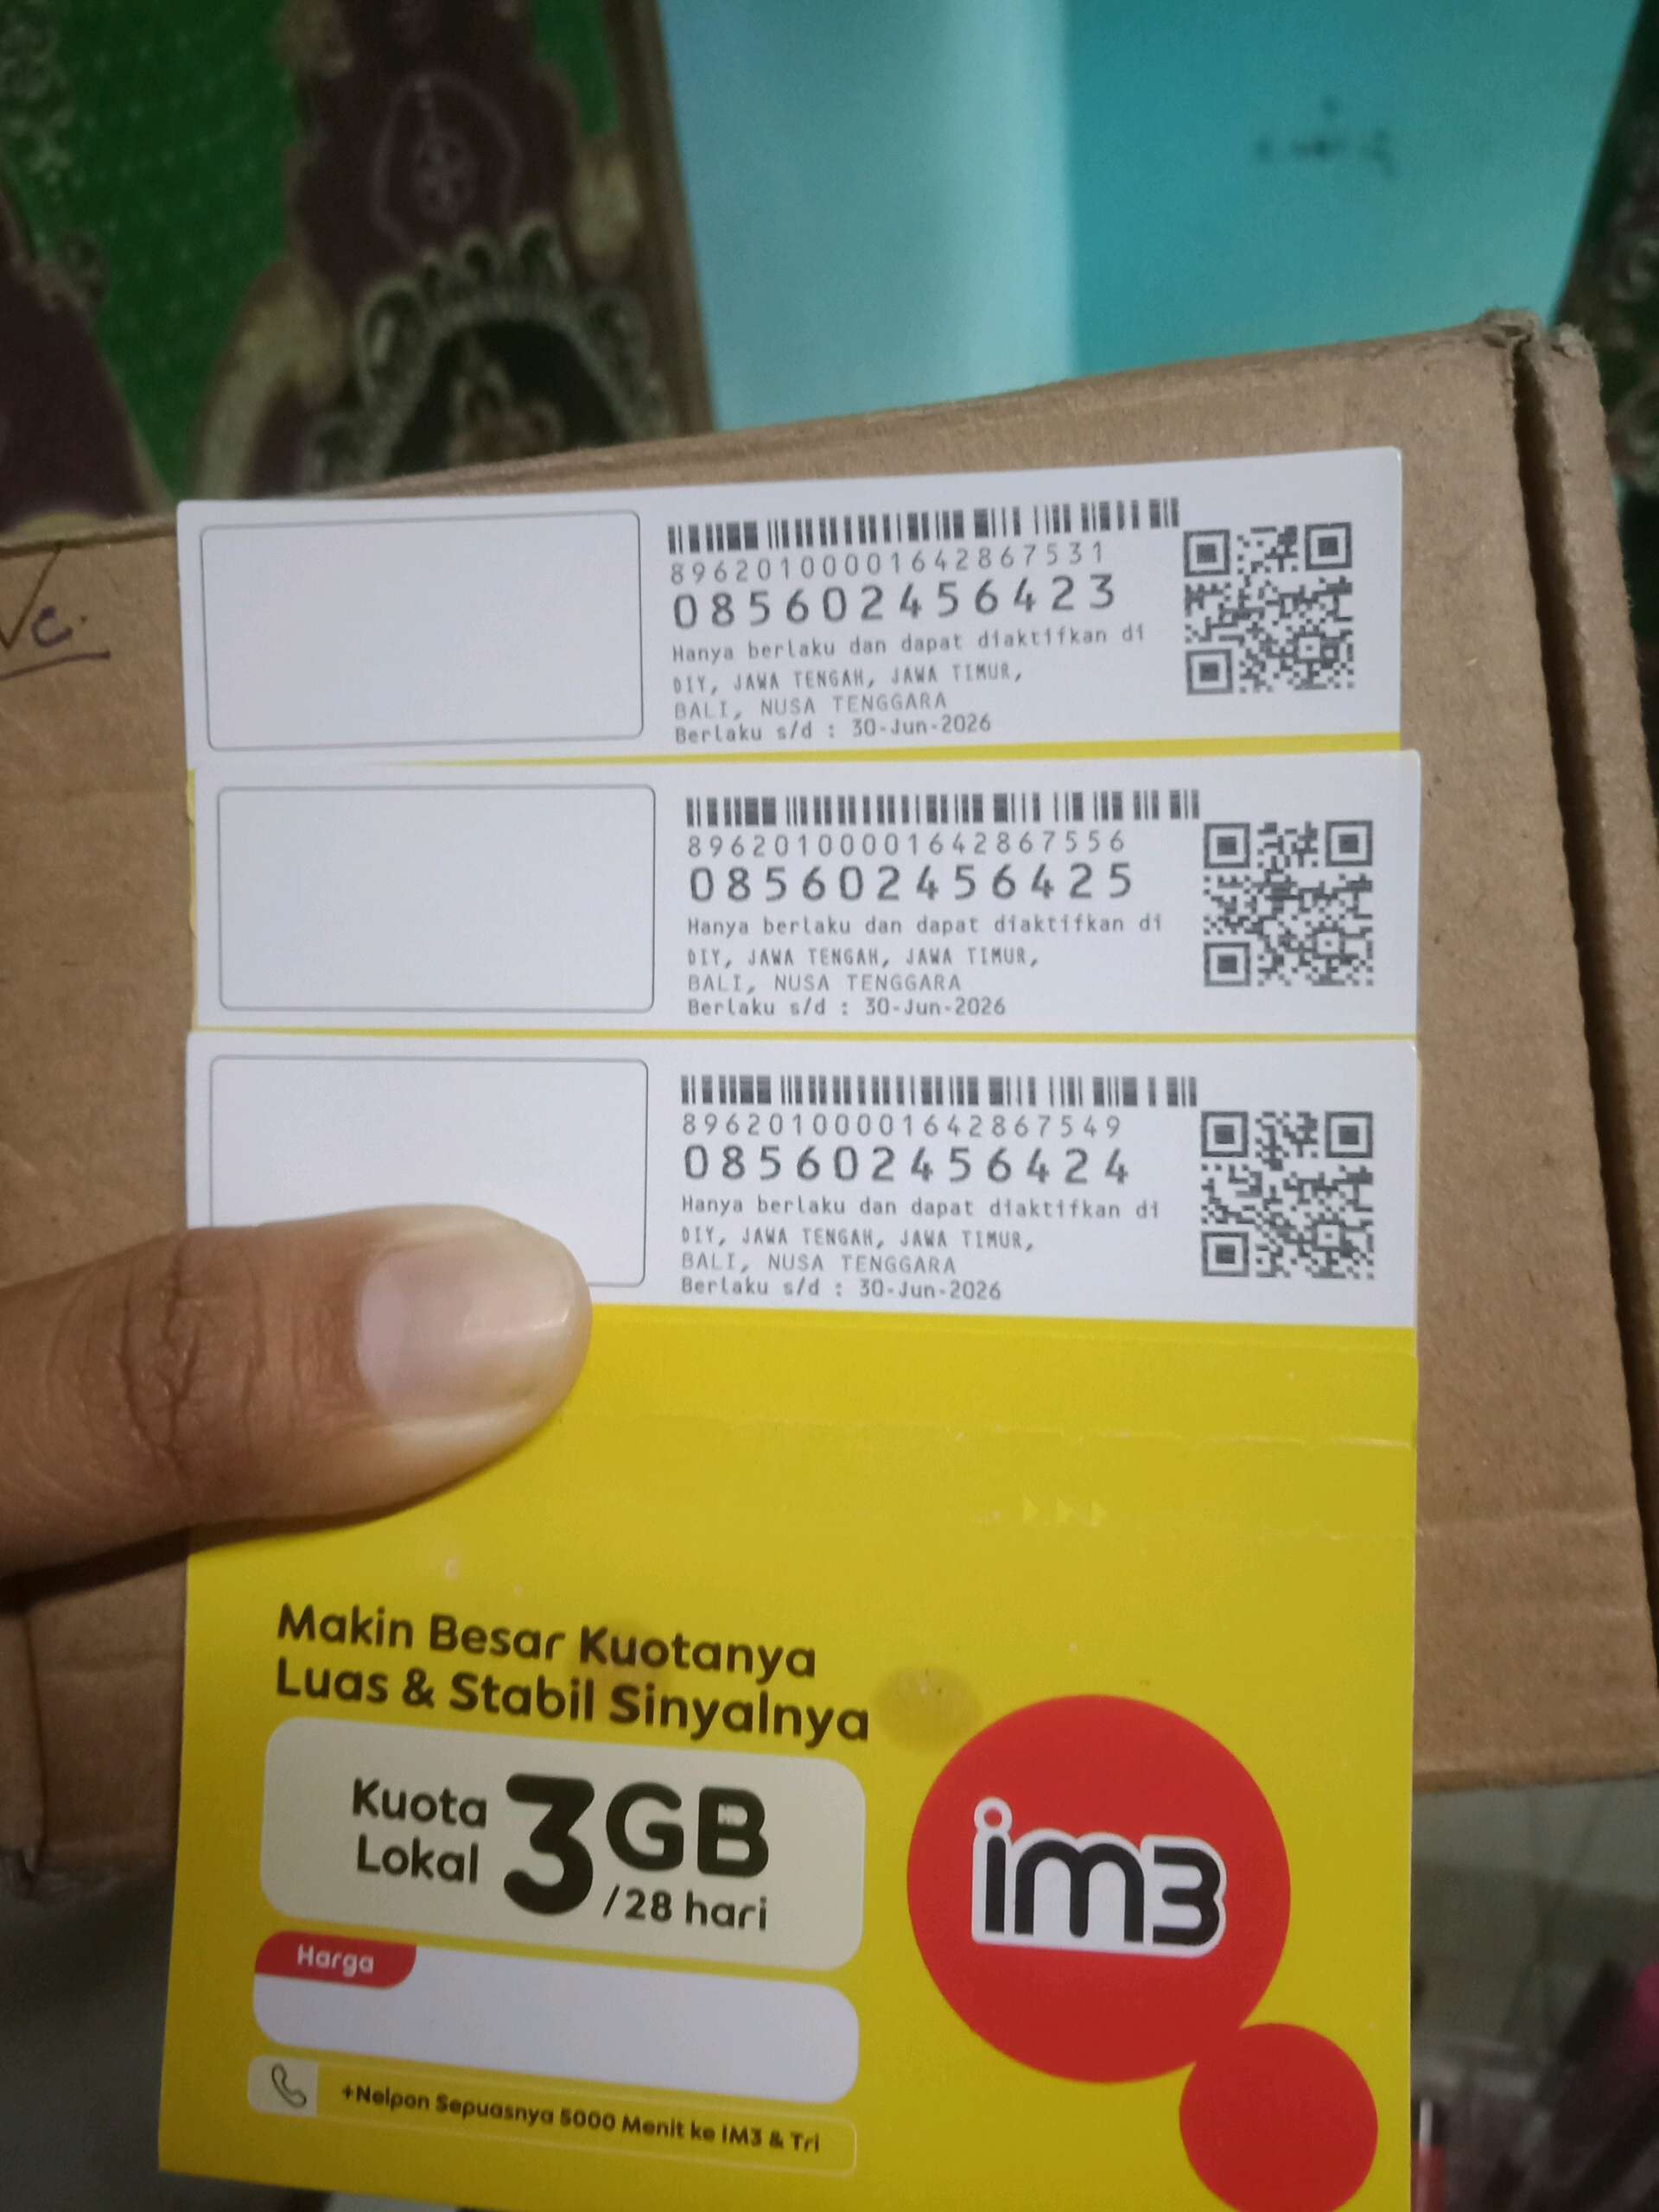 Vc.
89620100001642867531
085602456423
Hanya berlaku dan dapat diaktifkan di
DIY, JAWA TENGAH, JAWA TIMUR,
BALI, NUSA TENGGARA
Berlaku s/d : 30-Jun-2026
89620100001642867556
085602456425
Hanya berlaku dan dapat diaktifkan di
DIY, JAWA TENGAH, JAWA TIMUR,
BALI, NUSA TENGGARA
Berlaku s/d : 30-Jun-2026
89620100001642867549
085602456424
Hanya berlaku dan dapat diaktifkan di
DIY, JAWA TENGAH, JAWA TIMUR,
BALI, NUSA TENGGARA
Berlaku s/d : 30-Jun-2026
Makin Besar Kuotanya
Luas & Stabil Sinyalnya
Kuota
Lokal
3GB
/28 hari
im3
Harga
+Nelpon Sepuasnya 5000 Menit ke IM3 & Tri